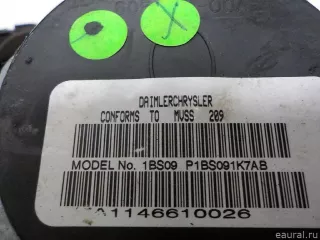 DAIMLERCHRYSLER
CONFORMS TO MVSS 209
MODEL No. 1BS09 P1BS091K7AB
A1146610026
eaural.ru